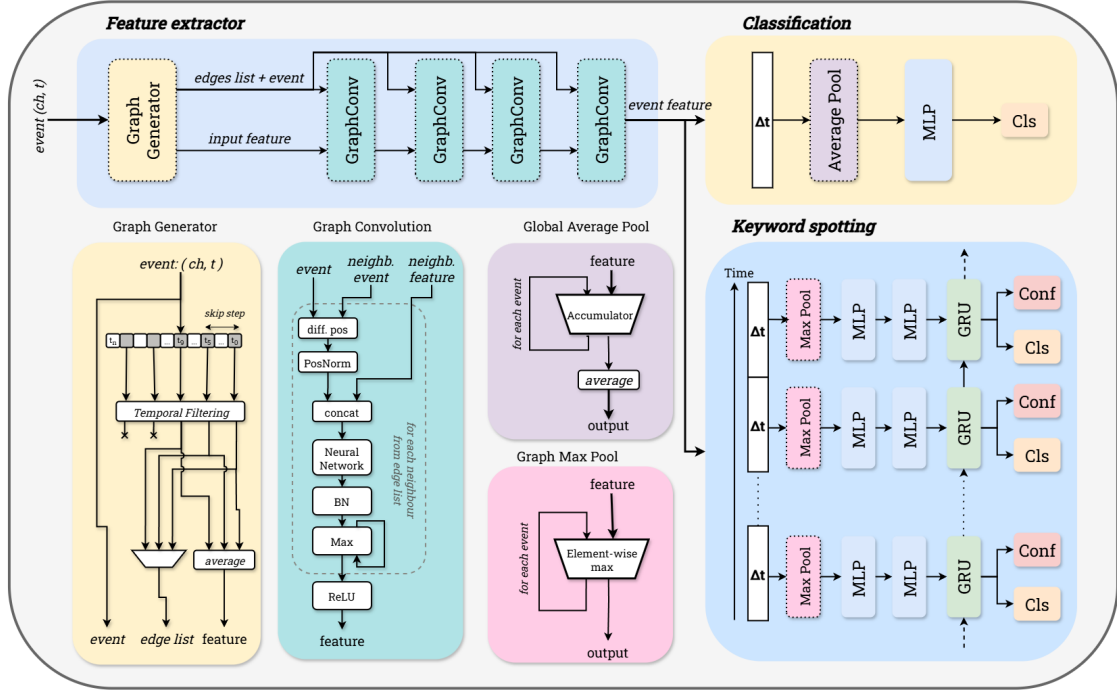 Feature extractor
event (ch, t)
Graph
Generator
edges list + event
input feature
GraphConv
GraphConv
GraphConv
GraphConv
event feature
Classification
Δt
Average Pool
MLP
Cls
Graph Generator
event: ( ch, t )
skip step
tn ... t9 ... t5 ... t0
Temporal Filtering
average
event
edge list
feature
Graph Convolution
event
neighb.
event
neighb.
feature
diff. pos
PosNorm
concat
Neural
Network
BN
Max
ReLU
feature
for each neighbour
from edge list
Global Average Pool
feature
Accumulator
for each event
average
output
Graph Max Pool
feature
for each event
Element-wise
max
output
Keyword spotting
Time
Δt
Max Pool
MLP
MLP
GRU
Conf
Cls
Δt
Max Pool
MLP
MLP
GRU
Conf
Cls
Δt
Max Pool
MLP
MLP
GRU
Conf
Cls